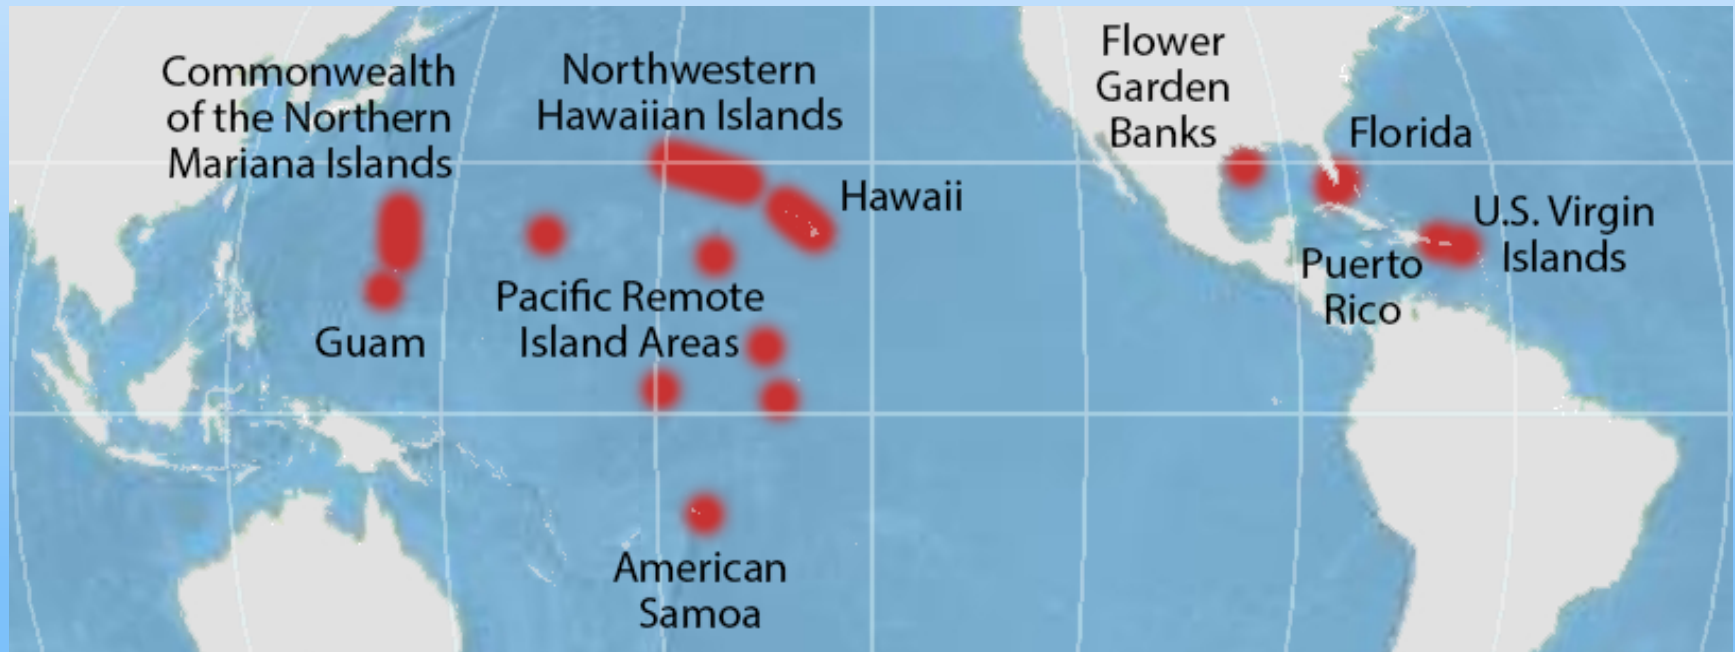 Commonwealth
of the Northern
Mariana Islands
Northwestern
Hawaiian Islands
Hawaii
Guam
Pacific Remote
Island Areas
American
Samoa
Flower
Garden
Banks
Florida
U.S. Virgin
Islands
Puerto
Rico